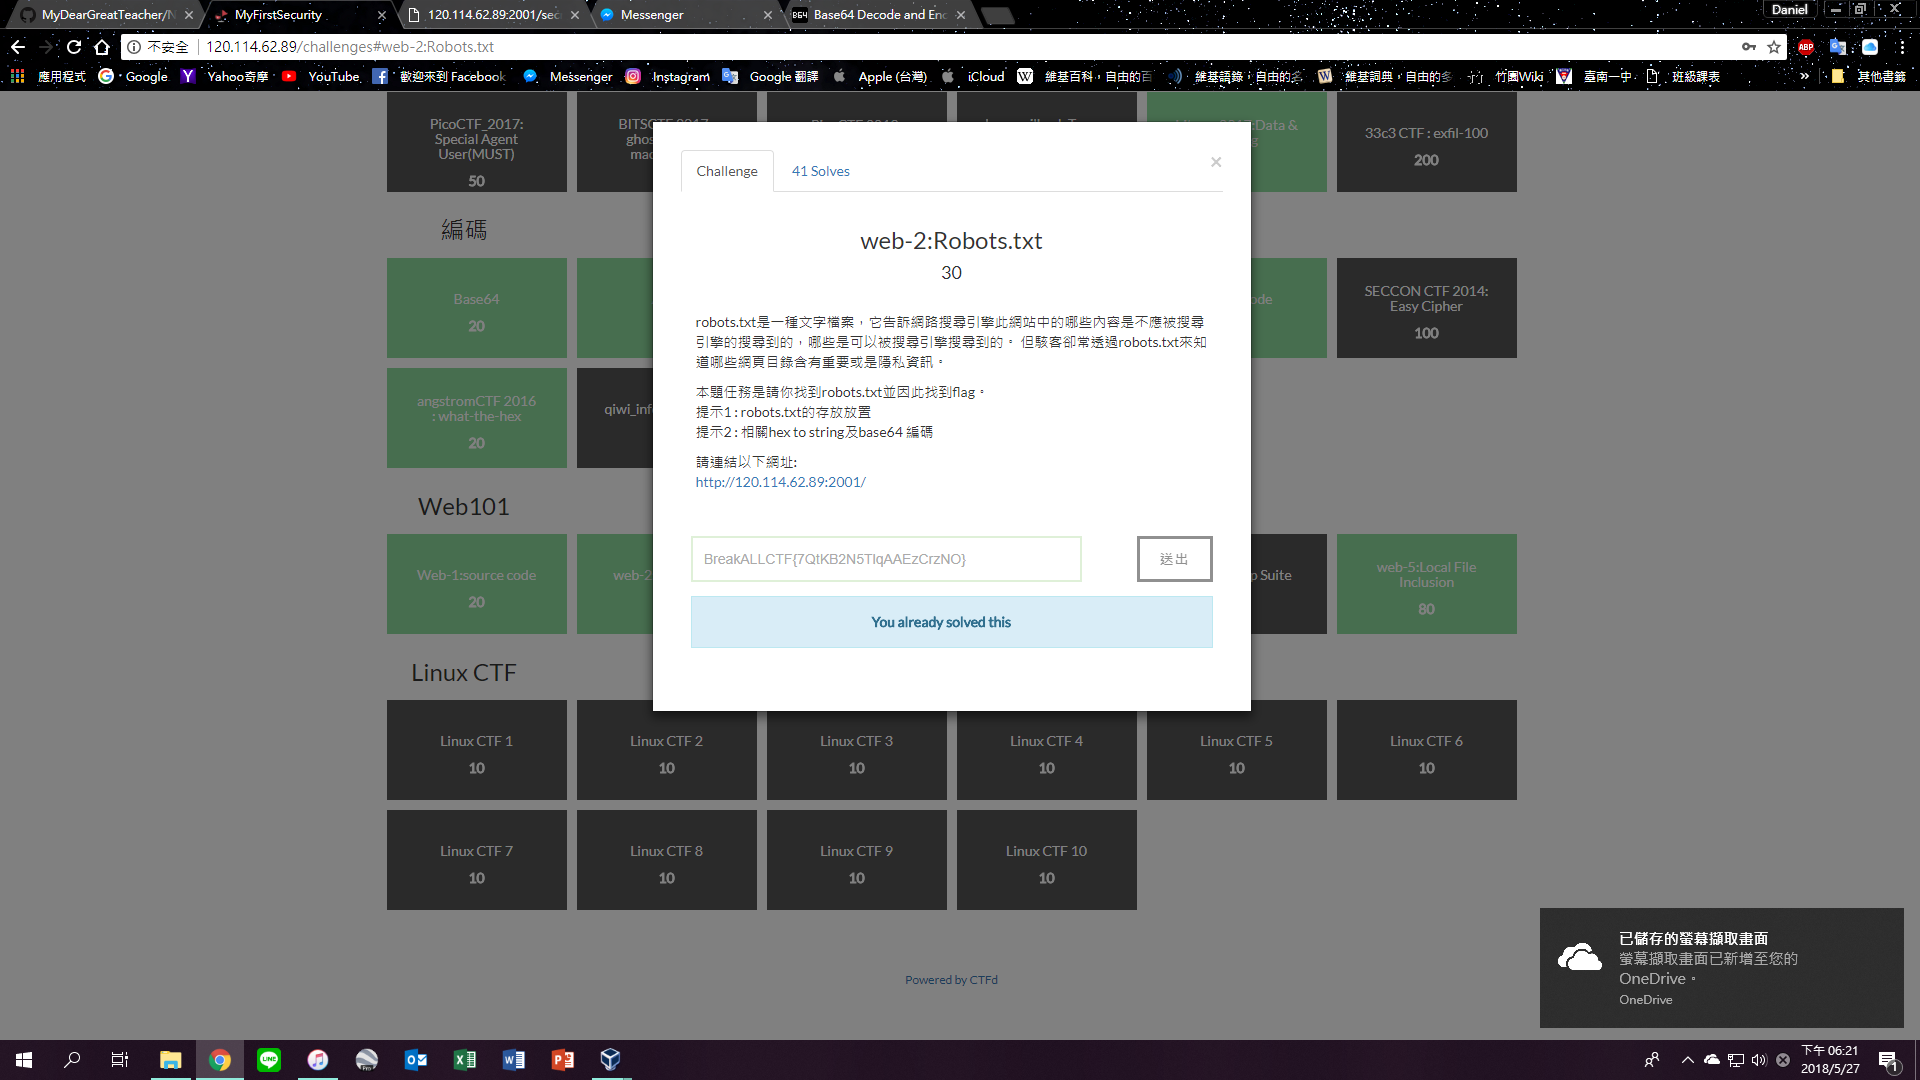 MyDearGreatTeacher/N
MyFirstSecurity
120.114.62.89:2001/sec
Messenger
Base64 Decode and Enc
Daniel
不安全
120.114.62.89/challenges#web-2:Robots.txt
應用程式
Google
Yahoo奇摩
YouTube
歡迎來到 Facebook
Messenger
Instagram
Google 翻譯
Apple (台灣)
iCloud
維基百科，自由的百
維基語錄，自由的名
維基詞典，自由的多
竹園Wiki
臺南一中
班級課表
»
其他書籤
PicoCTF_2017:
Special Agent
User(MUST)
50
33c3 CTF : exfil-100
200
Challenge
41 Solves
×
web-2:Robots.txt
30
robots.txt是一種文字檔案，它告訴網路搜尋引擎此網站中的哪些內容是不應被搜尋
引擎的搜尋到的，哪些是可以被搜尋引擎搜尋到的。 但駭客卻常透過robots.txt來知
道哪些網頁目錄含有重要或是隱私資訊。
本題任務是請你找到robots.txt並因此找到flag。
提示1 : robots.txt的存放放置
提示2 : 相關hex to string及base64 編碼
請連結以下網址:
http://120.114.62.89:2001/
BreakALLCTF{7QtKB2N5TIqAAEzCrzNO}
送出
You already solved this
編碼
Base64
20
ode
SECCON CTF 2014:
Easy Cipher
100
angstromCTF 2016
: what-the-hex
20
qiwi_inf
Web101
Web-1:source code
20
web-2
p Suite
web-5:Local File
Inclusion
80
Linux CTF
Linux CTF 1
10
Linux CTF 2
10
Linux CTF 3
10
Linux CTF 4
10
Linux CTF 5
10
Linux CTF 6
10
Linux CTF 7
10
Linux CTF 8
10
Linux CTF 9
10
Linux CTF 10
10
Powered by CTFd
已儲存的螢幕擷取畫面
螢幕擷取畫面已新增至您的
OneDrive。
OneDrive
下午 06:21
2018/5/27
1